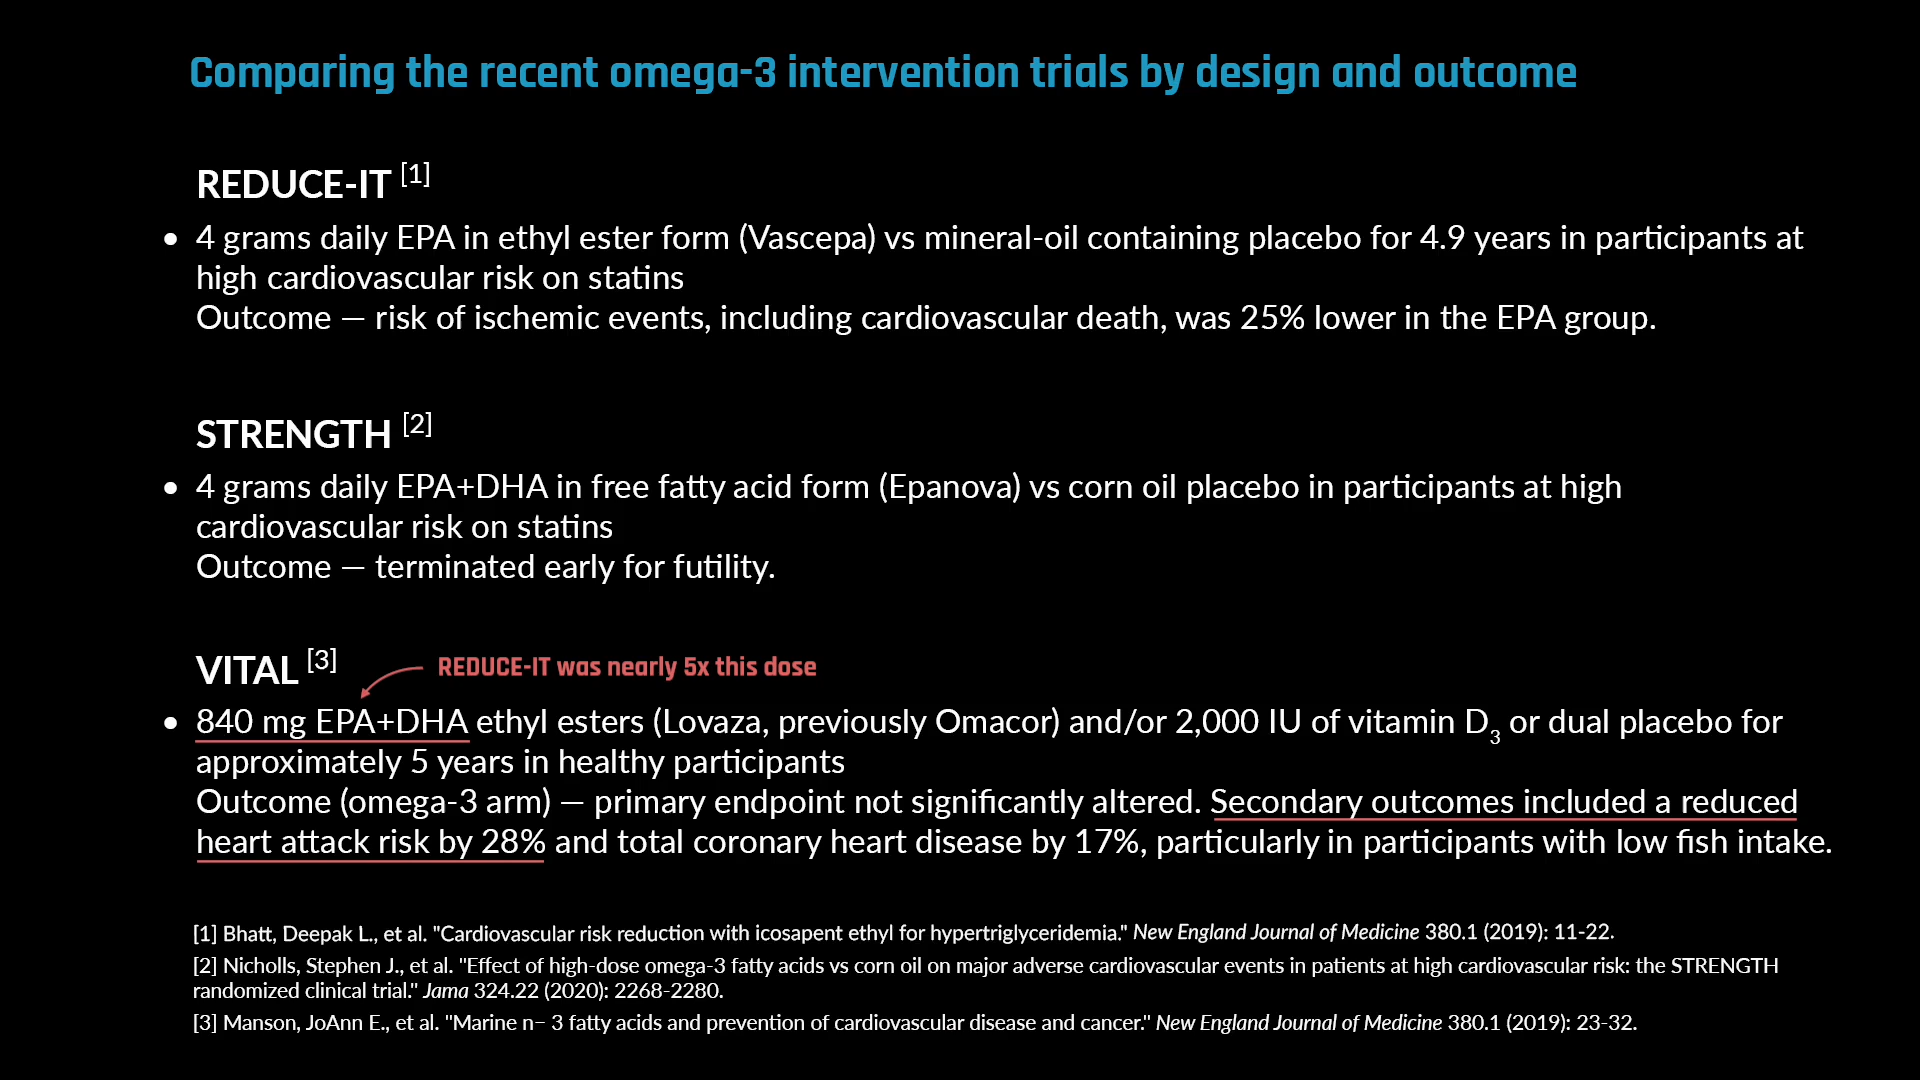 Comparing the recent omega-3 intervention trials by design and outcome
REDUCE-IT [1]
• 4 grams daily EPA in ethyl ester form (Vascepa) vs mineral-oil containing placebo for 4.9 years in participants at
high cardiovascular risk on statins
Outcome — risk of ischemic events, including cardiovascular death, was 25% lower in the EPA group.
STRENGTH [2]
• 4 grams daily EPA+DHA in free fatty acid form (Epanova) vs corn oil placebo in participants at high
cardiovascular risk on statins
Outcome — terminated early for futility.
VITAL [3]
REDUCE-IT was nearly 5x this dose
• 840 mg EPA+DHA ethyl esters (Lovaza, previously Omacor) and/or 2,000 IU of vitamin D3 or dual placebo for
approximately 5 years in healthy participants
Outcome (omega-3 arm) — primary endpoint not significantly altered. Secondary outcomes included a reduced
heart attack risk by 28% and total coronary heart disease by 17%, particularly in participants with low fish intake.
[1] Bhatt, Deepak L., et al. "Cardiovascular risk reduction with icosapent ethyl for hypertriglyceridemia." New England Journal of Medicine 380.1 (2019): 11-22.
[2] Nicholls, Stephen J., et al. "Effect of high-dose omega-3 fatty acids vs corn oil on major adverse cardiovascular events in patients at high cardiovascular risk: the STRENGTH
randomized clinical trial." Jama 324.22 (2020): 2268-2280.
[3] Manson, JoAnn E., et al. "Marine n− 3 fatty acids and prevention of cardiovascular disease and cancer." New England Journal of Medicine 380.1 (2019): 23-32.